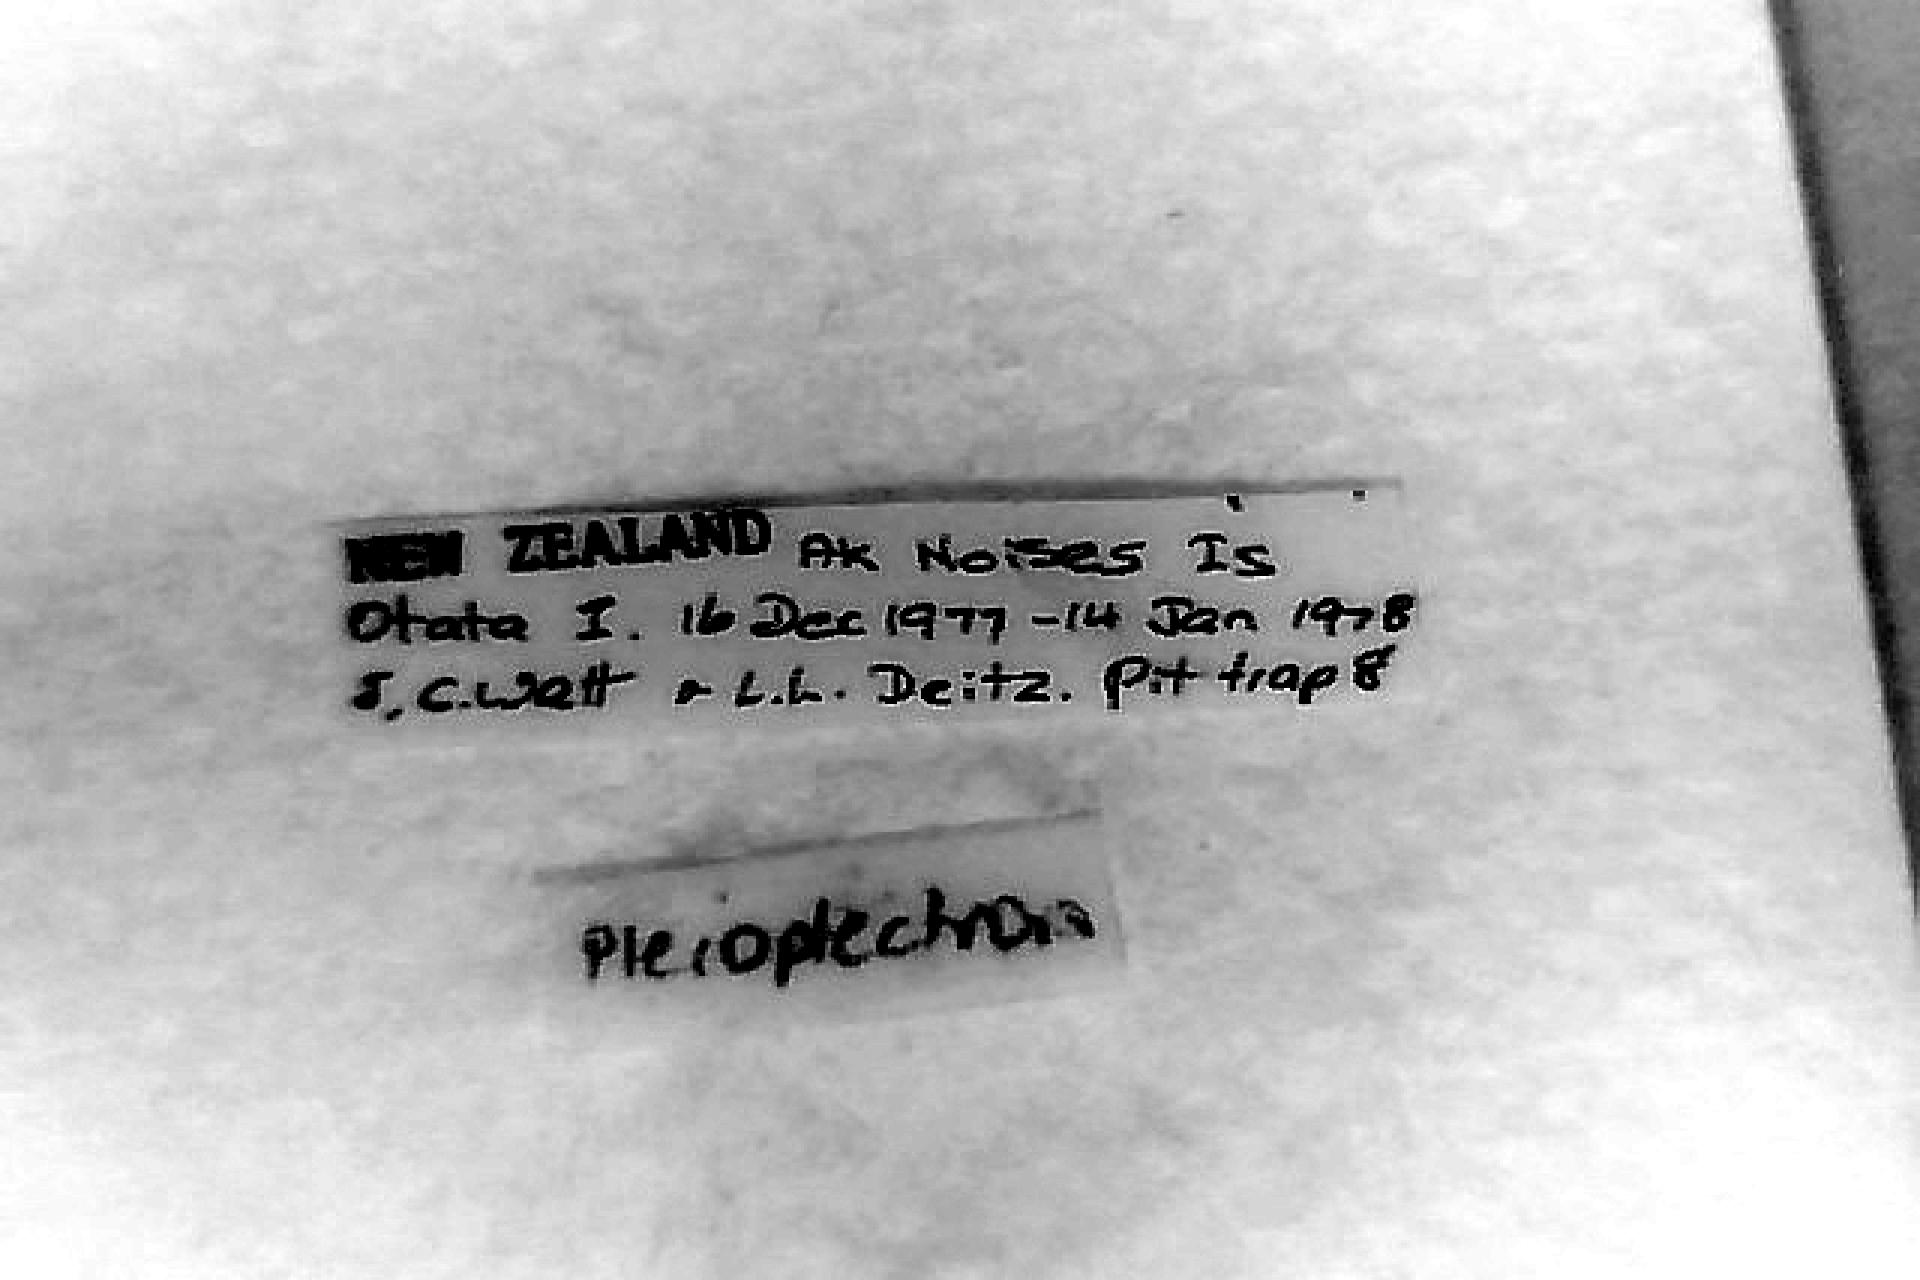 NEW ZEALAND AK Noises Is
Otata I. 16 Dec 1977 -14 Jan 1978
J.C.Watt & L.L. Deitz. Pit trap 8
Pleioplectron